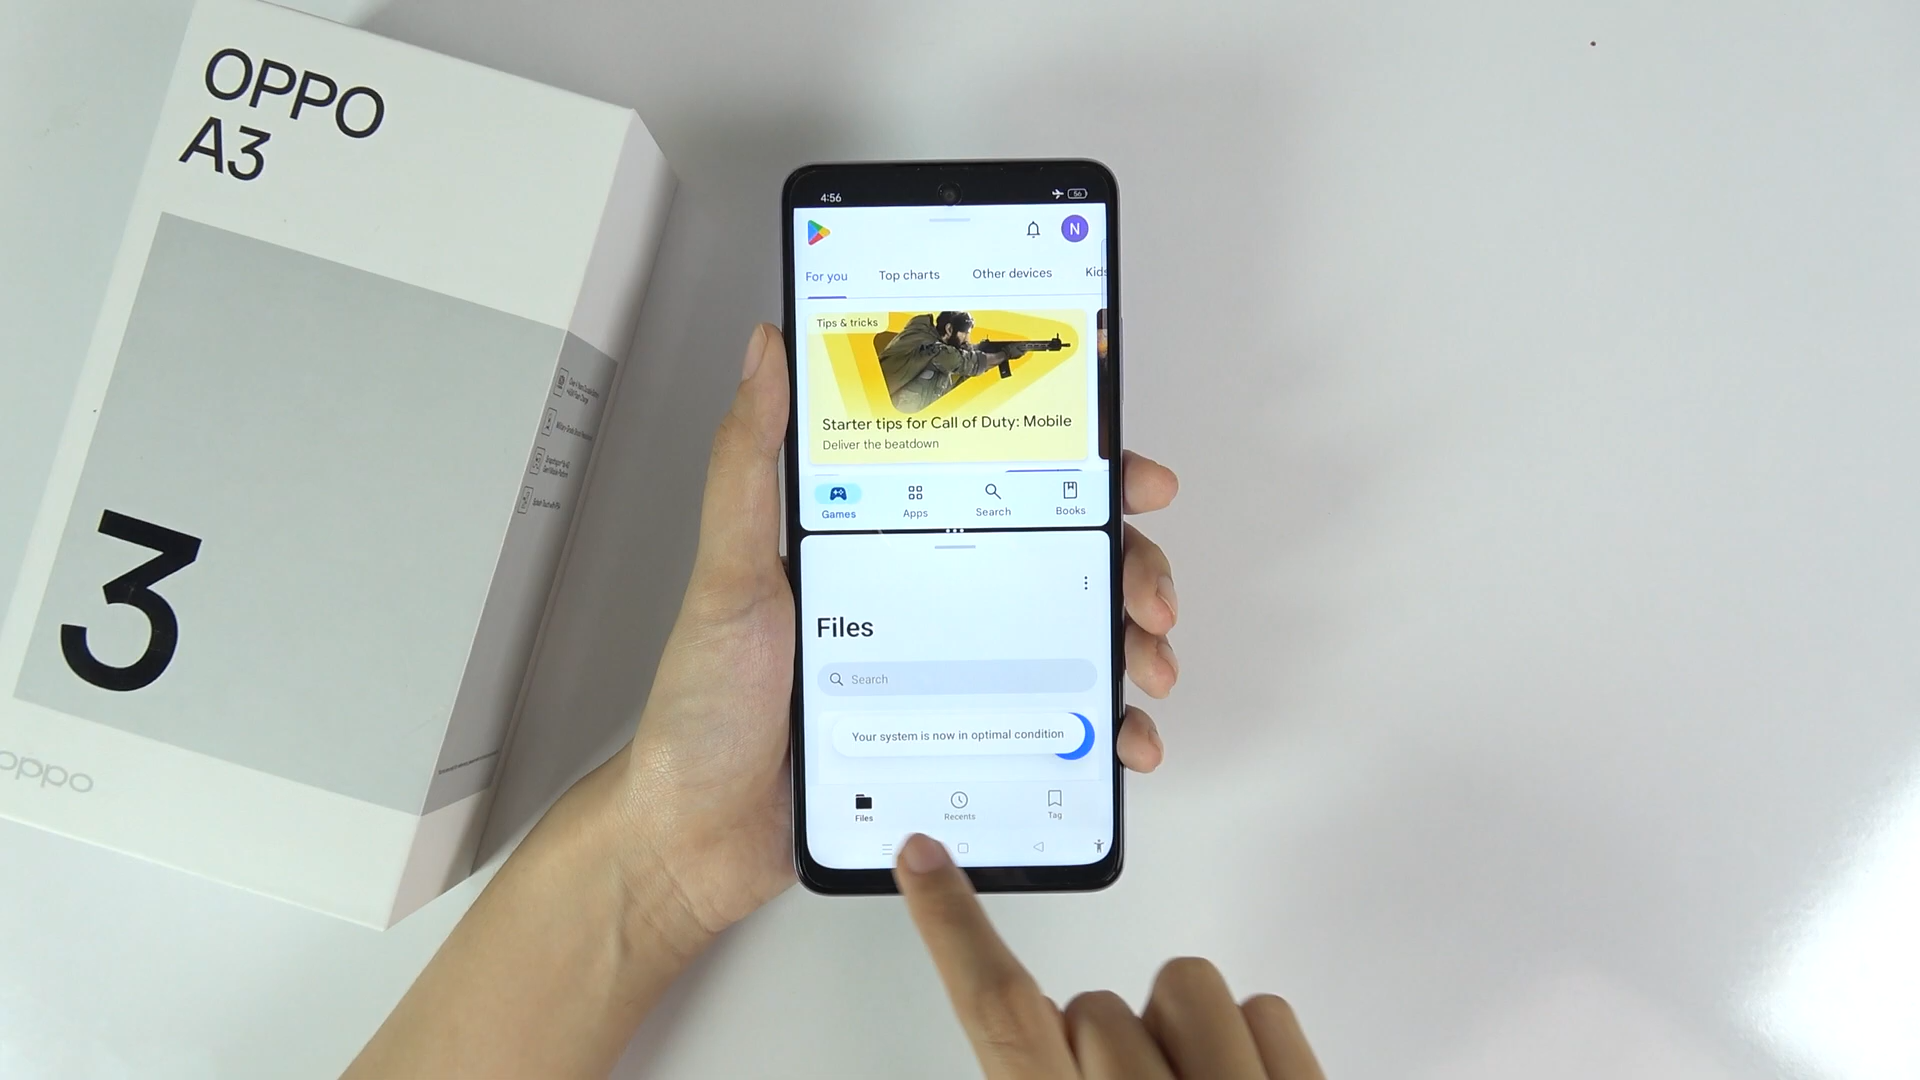 OPPO
A3
3
oppo
4:56
56
N
For you
Top charts
Other devices
Kids
Tips & tricks
Starter tips for Call of Duty: Mobile
Deliver the beatdown
Games
Apps
Search
Books
Files
Search
Your system is now in optimal condition
Files
Recents
Tag